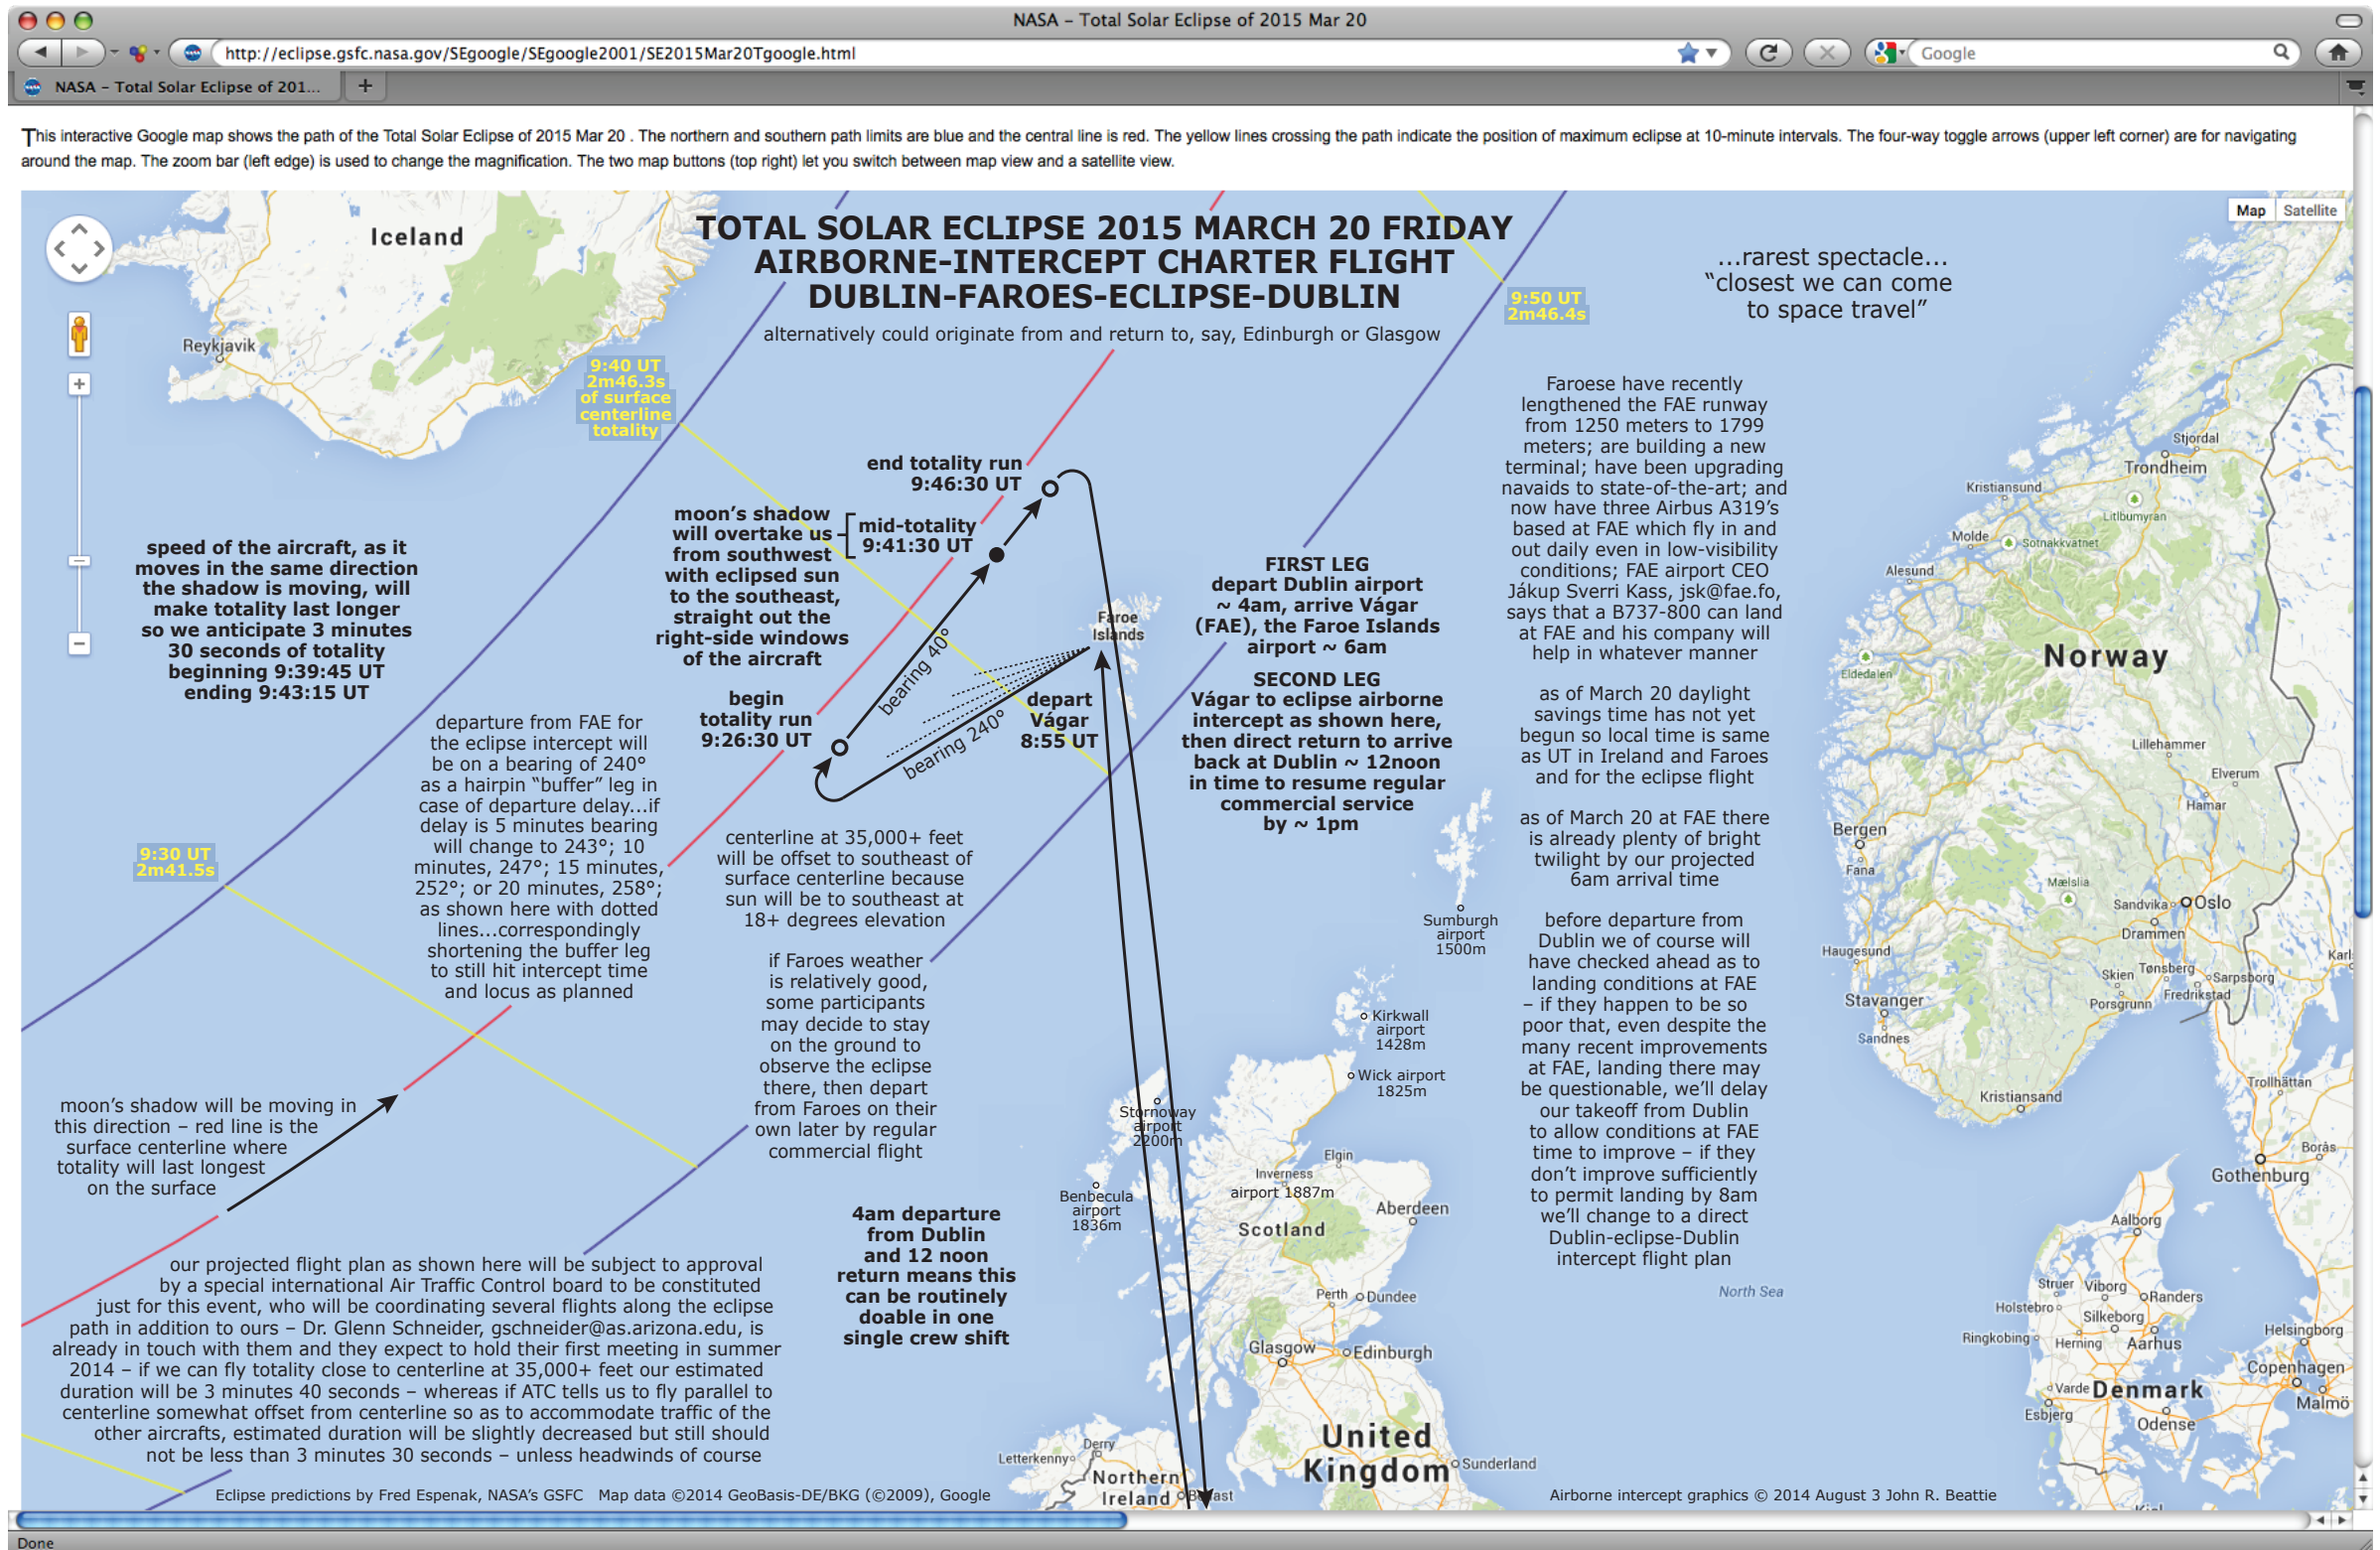 NASA – Total Solar Eclipse of 2015 Mar 20
http://eclipse.gsfc.nasa.gov/SEgoogle/SEgoogle2001/SE2015Mar20Tgoogle.html
Google
NASA – Total Solar Eclipse of 201...
+
This interactive Google map shows the path of the Total Solar Eclipse of 2015 Mar 20 . The northern and southern path limits are blue and the central line is red. The yellow lines crossing the path indicate the position of maximum eclipse at 10-minute intervals. The four-way toggle arrows (upper left corner) are for navigating
around the map. The zoom bar (left edge) is used to change the magnification. The two map buttons (top right) let you switch between map view and a satellite view.
Map Satellite
TOTAL SOLAR ECLIPSE 2015 MARCH 20 FRIDAY
AIRBORNE-INTERCEPT CHARTER FLIGHT
DUBLIN-FAROES-ECLIPSE-DUBLIN
alternatively could originate from and return to, say, Edinburgh or Glasgow
...rarest spectacle...
“closest we can come
to space travel”
Iceland
Reykjavik
9:40 UT
2m46.3s
of surface
centerline
totality
9:50 UT
2m46.4s
9:30 UT
2m41.5s
speed of the aircraft, as it
moves in the same direction
the shadow is moving, will
make totality last longer
so we anticipate 3 minutes
30 seconds of totality
beginning 9:39:45 UT
ending 9:43:15 UT
end totality run
9:46:30 UT
mid-totality
9:41:30 UT
moon’s shadow
will overtake us
from southwest
with eclipsed sun
to the southeast,
straight out the
right-side windows
of the aircraft
begin
totality run
9:26:30 UT
bearing 40°
bearing 240°
depart
Vágar
8:55 UT
Faroe
Islands
departure from FAE for
the eclipse intercept will
be on a bearing of 240°
as a hairpin “buffer” leg in
case of departure delay...if
delay is 5 minutes bearing
will change to 243°; 10
minutes, 247°; 15 minutes,
252°; or 20 minutes, 258°;
as shown here with dotted
lines...correspondingly
shortening the buffer leg
to still hit intercept time
and locus as planned
centerline at 35,000+ feet
will be offset to southeast of
surface centerline because
sun will be to southeast at
18+ degrees elevation
if Faroes weather
is relatively good,
some participants
may decide to stay
on the ground to
observe the eclipse
there, then depart
from Faroes on their
own later by regular
commercial flight
FIRST LEG
depart Dublin airport
~ 4am, arrive Vágar
(FAE), the Faroe Islands
airport ~ 6am
SECOND LEG
Vágar to eclipse airborne
intercept as shown here,
then direct return to arrive
back at Dublin ~ 12noon
in time to resume regular
commercial service
by ~ 1pm
Faroese have recently
lengthened the FAE runway
from 1250 meters to 1799
meters; are building a new
terminal; have been upgrading
navaids to state-of-the-art; and
now have three Airbus A319’s
based at FAE which fly in and
out daily even in low-visibility
conditions; FAE airport CEO
Jákup Sverri Kass, jsk@fae.fo,
says that a B737-800 can land
at FAE and his company will
help in whatever manner
as of March 20 daylight
savings time has not yet
begun so local time is same
as UT in Ireland and Faroes
and for the eclipse flight
as of March 20 at FAE there
is already plenty of bright
twilight by our projected
6am arrival time
before departure from
Dublin we of course will
have checked ahead as to
landing conditions at FAE
– if they happen to be so
poor that, even despite the
many recent improvements
at FAE, landing there may
be questionable, we’ll delay
our takeoff from Dublin
to allow conditions at FAE
time to improve – if they
don’t improve sufficiently
to permit landing by 8am
we’ll change to a direct
Dublin-eclipse-Dublin
intercept flight plan
moon’s shadow will be moving in
this direction – red line is the
surface centerline where
totality will last longest
on the surface
4am departure
from Dublin
and 12 noon
return means this
can be routinely
doable in one
single crew shift
our projected flight plan as shown here will be subject to approval
by a special international Air Traffic Control board to be constituted
just for this event, who will be coordinating several flights along the eclipse
path in addition to ours – Dr. Glenn Schneider, gschneider@as.arizona.edu, is
already in touch with them and they expect to hold their first meeting in summer
2014 – if we can fly totality close to centerline at 35,000+ feet our estimated
duration will be 3 minutes 40 seconds – whereas if ATC tells us to fly parallel to
centerline somewhat offset from centerline so as to accommodate traffic of the
other aircrafts, estimated duration will be slightly decreased but still should
not be less than 3 minutes 30 seconds – unless headwinds of course
Sumburgh
airport
1500m
Kirkwall
airport
1428m
Wick airport
1825m
Stornoway
airport
2200m
Benbecula
airport
1836m
Elgin
Inverness
airport 1887m
Aberdeen
Scotland
Perth
Dundee
Glasgow
Edinburgh
United
Kingdom
Sunderland
Derry
Letterkenny
Northern
Ireland
Belfast
North Sea
Norway
Stjordal
Trondheim
Kristiansund
Litlbumyran
Molde
Sotnakkvatnet
Alesund
Eldedalen
Lillehammer
Elverum
Hamar
Bergen
Fana
Mælslia
Sandvika
Oslo
Drammen
Haugesund
Skien
Tønsberg
Sarpsborg
Fredrikstad
Porsgrunn
Karl
Stavanger
Sandnes
Kristiansand
Trollhättan
Borås
Gothenburg
Aalborg
Struer
Viborg
Randers
Holstebro
Silkeborg
Ringkobing
Herning
Aarhus
Helsingborg
Copenhagen
Varde
Denmark
Malmö
Esbjerg
Odense
Kiel
Eclipse predictions by Fred Espenak, NASA’s GSFC Map data ©2014 GeoBasis-DE/BKG (©2009), Google
Airborne intercept graphics © 2014 August 3 John R. Beattie
Done